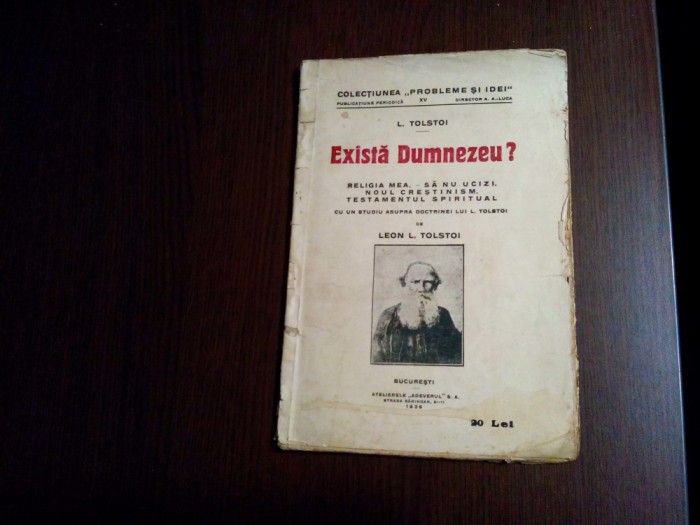 COLECȚIUNEA „PROBLEME ȘI IDEI"
PUBLICAȚIUNE PERIODICĂ XV DIRECTOR A. A.-LUCA
L. TOLSTOI
Există Dumnezeu?
RELIGIA MEA. - SĂ NU UCIZI.
NOUL CREȘTINISM.
TESTAMENTUL SPIRITUAL
CU UN STUDIU ASUPRA DOCTRINEI LUI L. TOLSTOI
DE
LEON L. TOLSTOI
BUCUREȘTI
ATELIERELE „ADEVERUL" S. A.
STRADA SĂRINDAR, 9-11
20 Lei